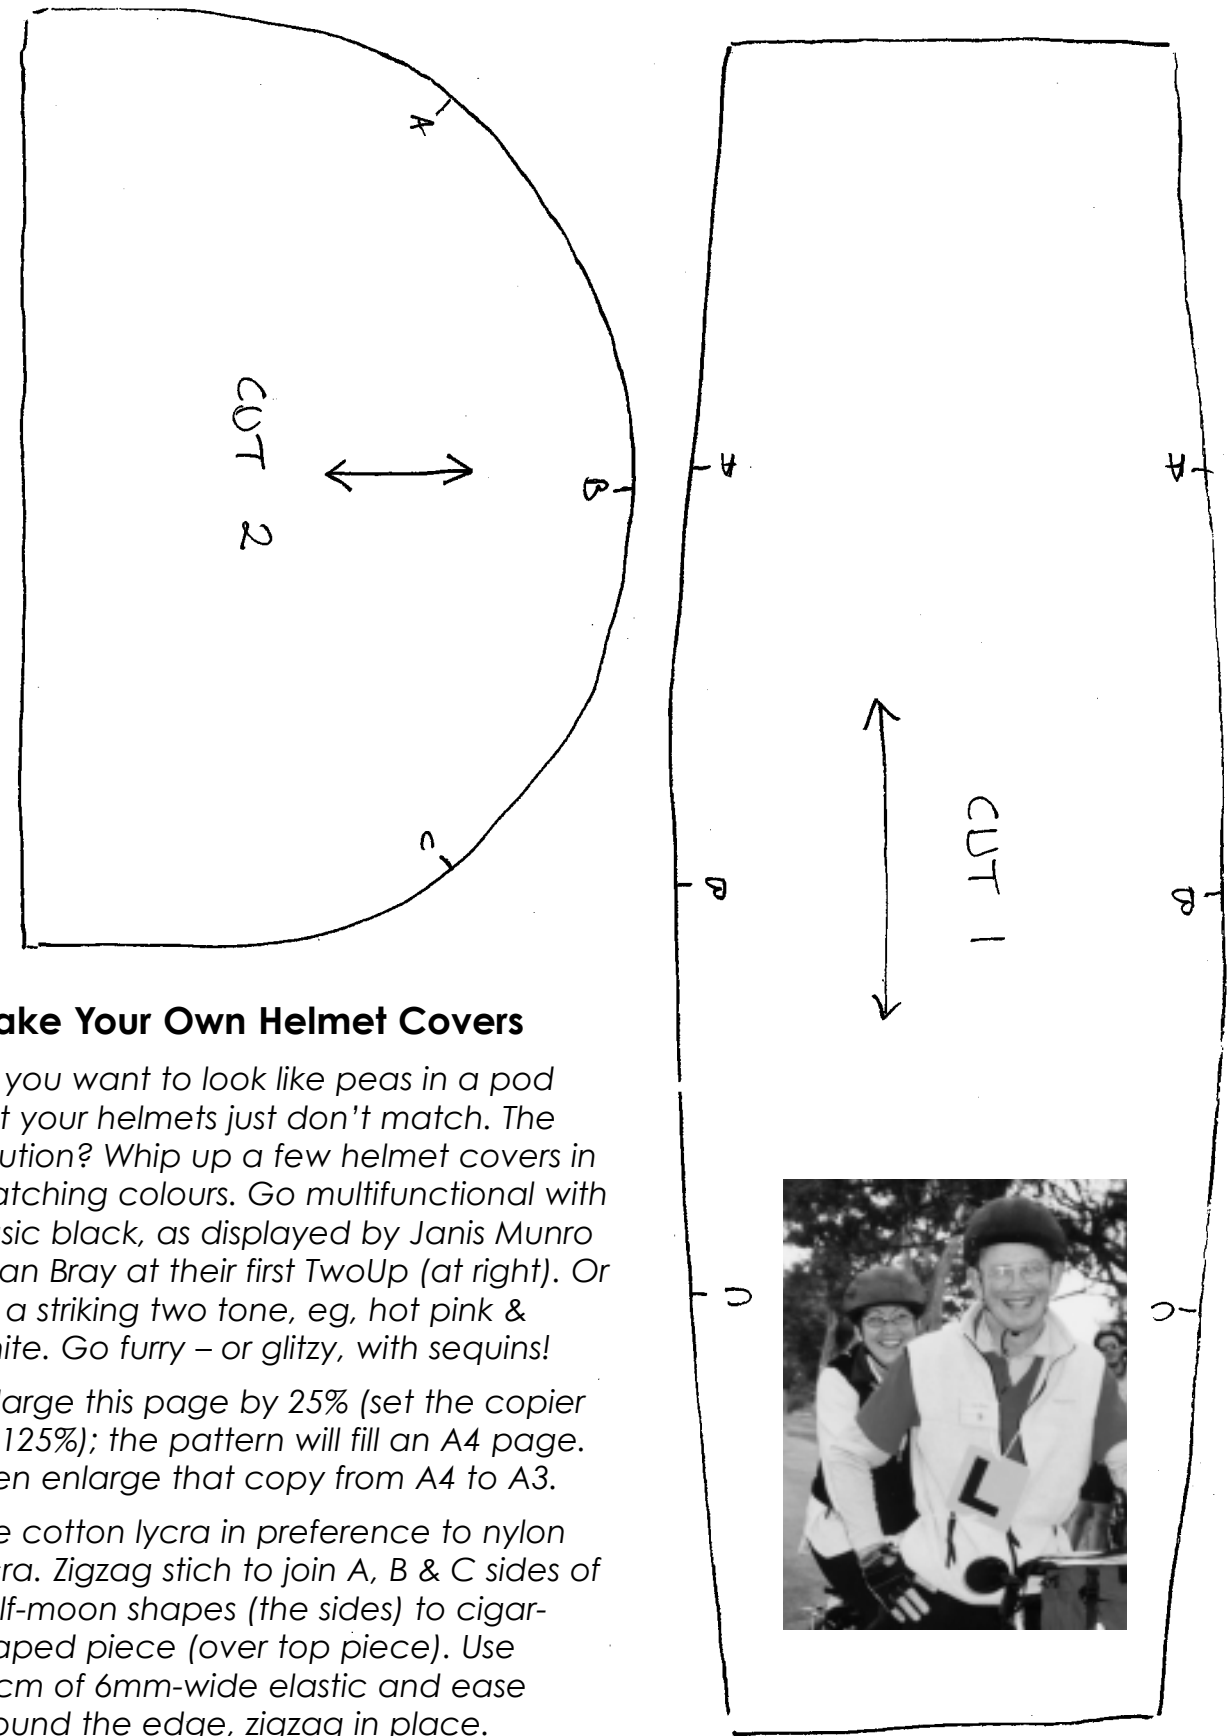 A
CUT 2
B
C
A
A
CUT 1
B
B
C
C
ake Your Own Helmet Covers
you want to look like peas in a pod
t your helmets just don't match. The
ution? Whip up a few helmet covers in
atching colours. Go multifunctional with
sic black, as displayed by Janis Munro
an Bray at their first TwoUp (at right). Or
a striking two tone, eg, hot pink &
ite. Go furry – or glitzy, with sequins!
large this page by 25% (set the copier
125%); the pattern will fill an A4 page.
en enlarge that copy from A4 to A3.
e cotton lycra in preference to nylon
ra. Zigzag stich to join A, B & C sides of
lf-moon shapes (the sides) to cigar-
aped piece (over top piece). Use
cm of 6mm-wide elastic and ease
ound the edge, zigzag in place.
L